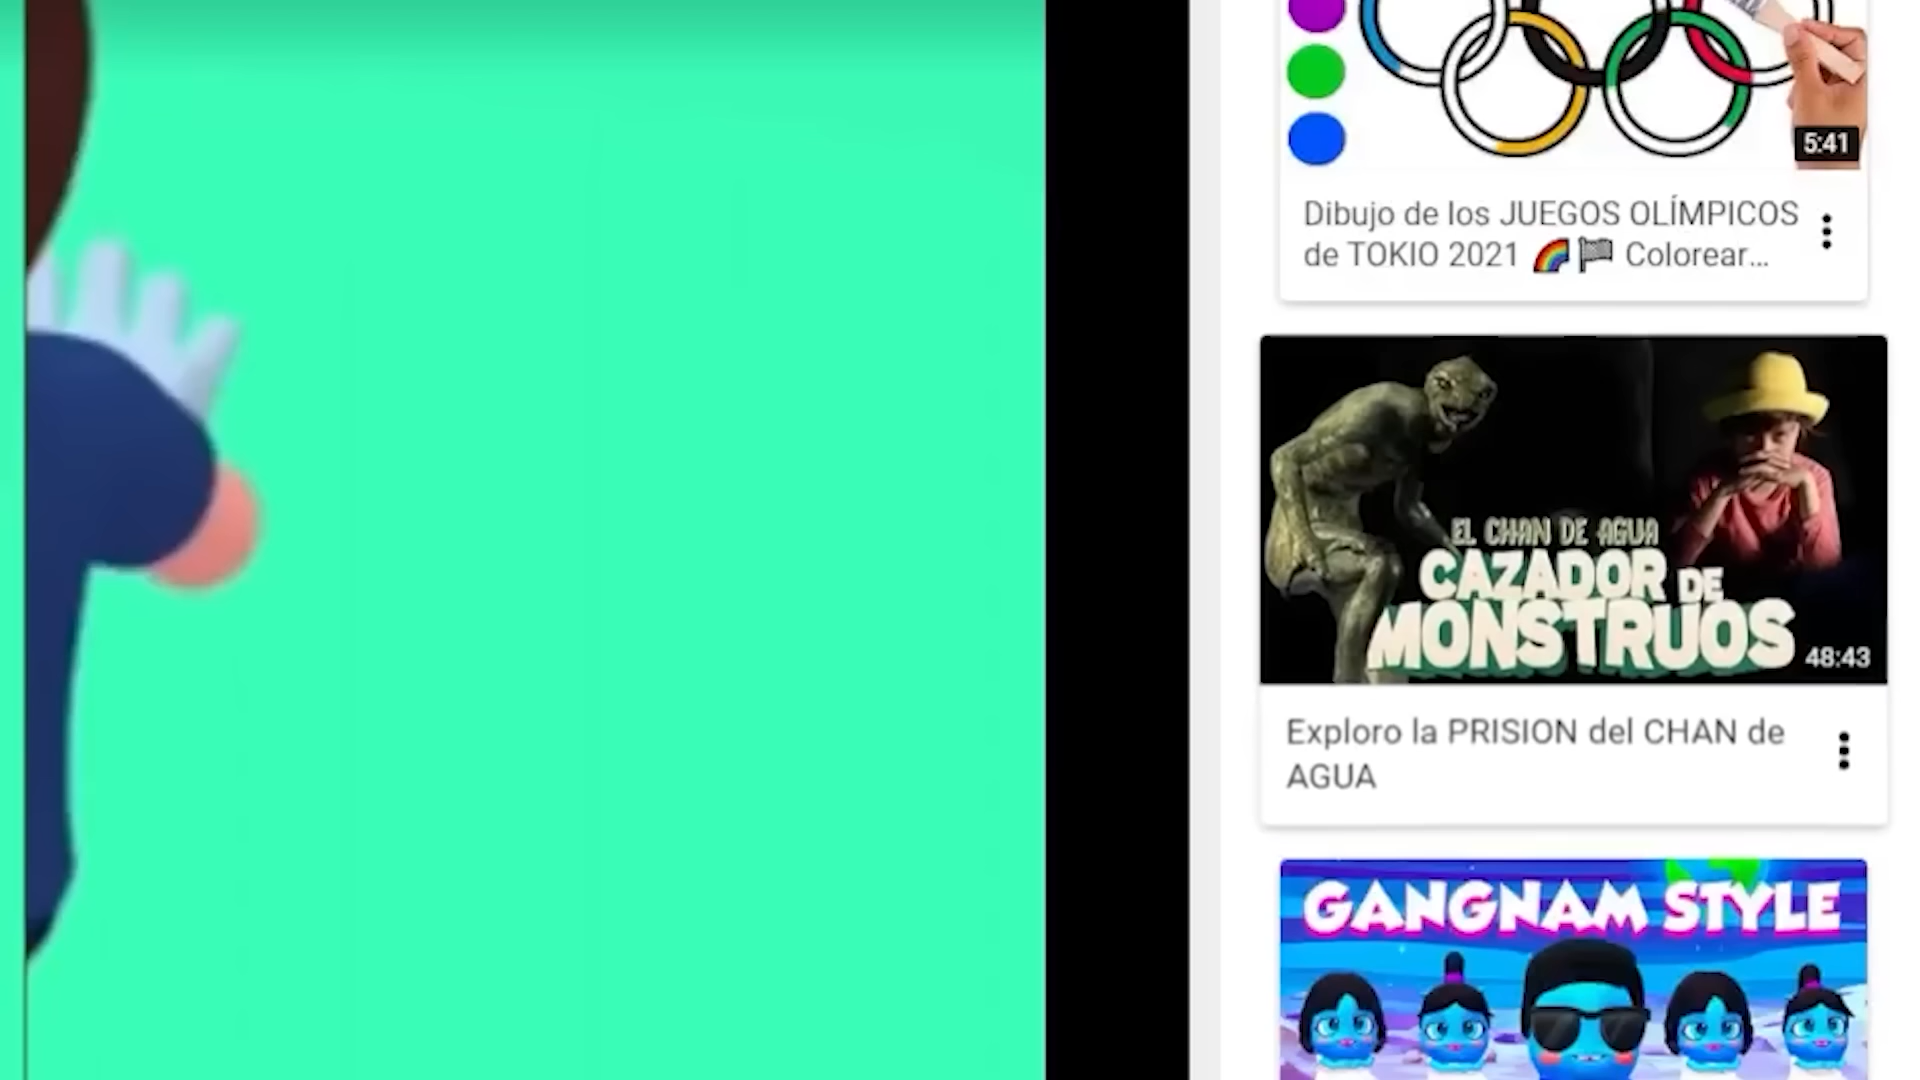 5:41
Dibujo de los JUEGOS OLÍMPICOS
de TOKIO 2021 🌈🏁 Colorear...
EL CHAN DE AGUA
CAZADOR DE
MONSTRUOS
48:43
Exploro la PRISION del CHAN de
AGUA
GANGNAM STYLE